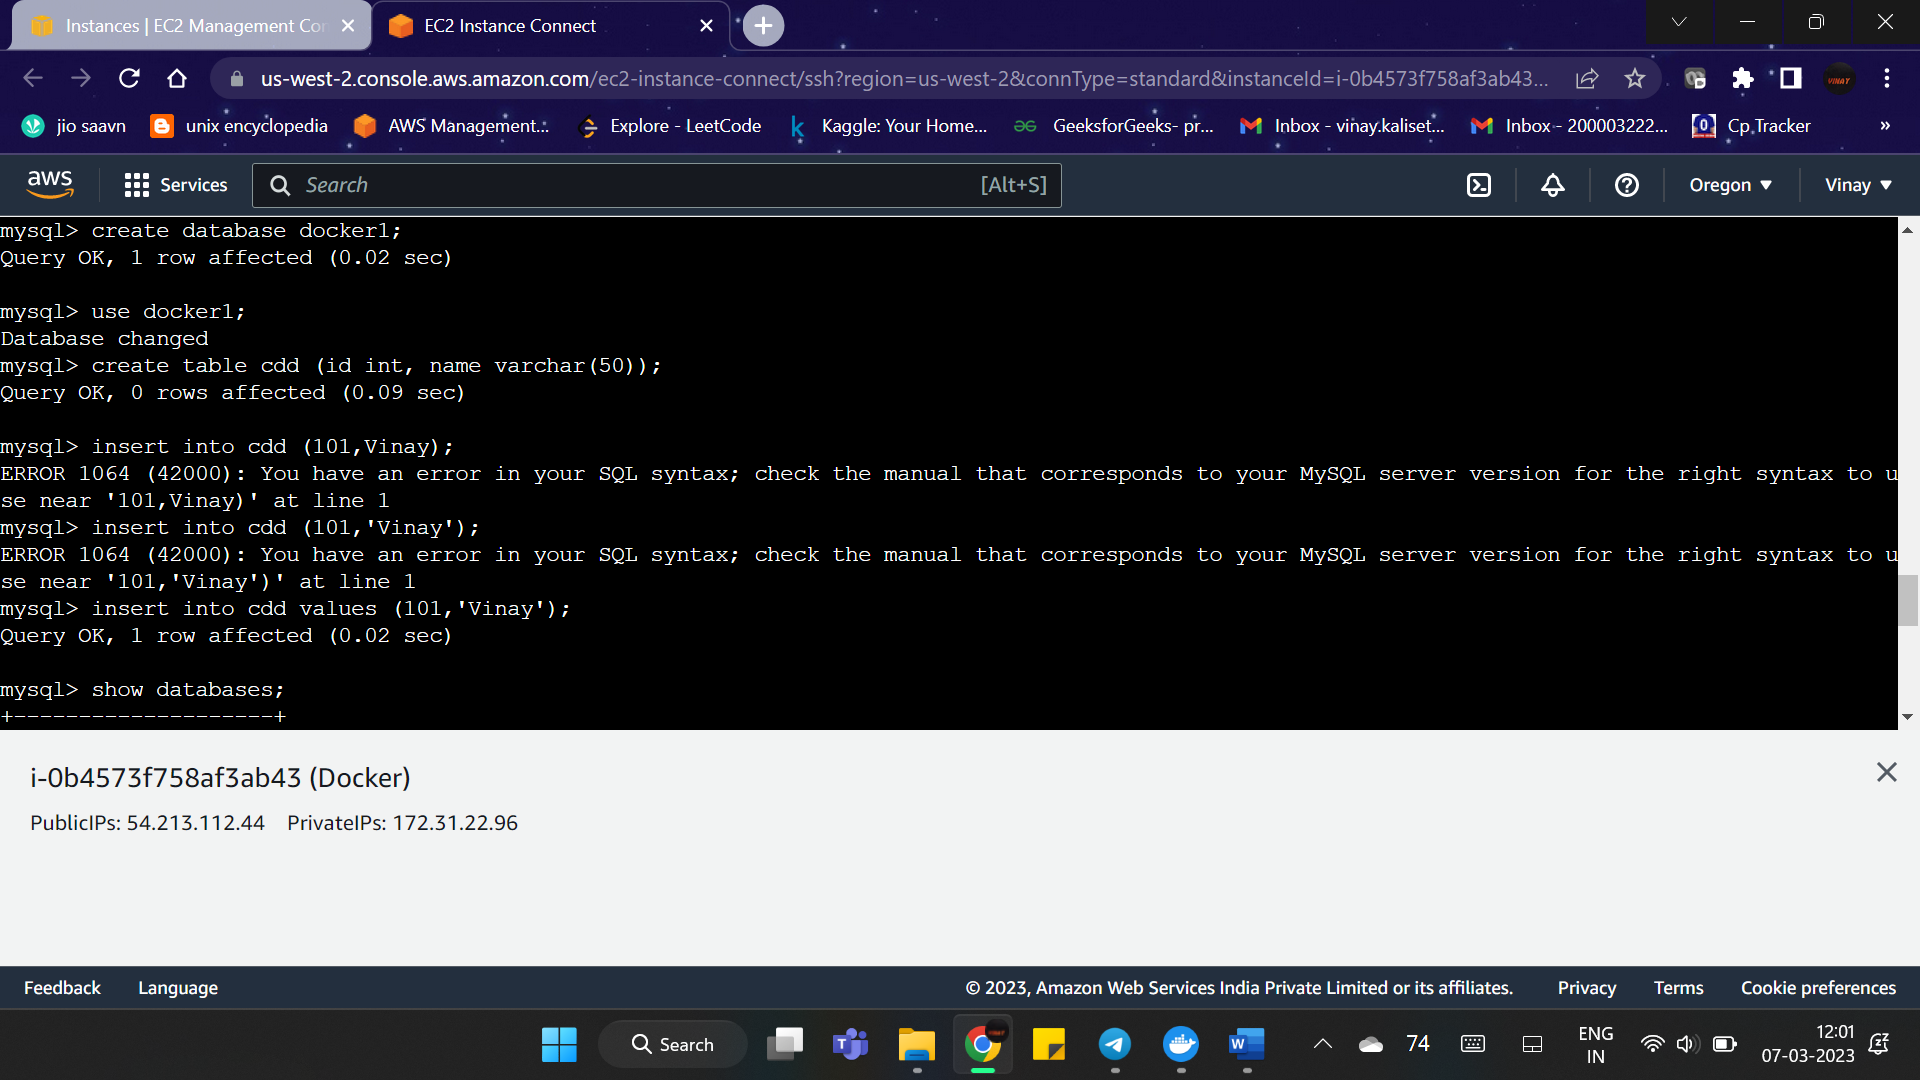 Instances | EC2 Management Con
EC2 Instance Connect
us-west-2.console.aws.amazon.com/ec2-instance-connect/ssh?region=us-west-2&connType=standard&instanceId=i-0b4573f758af3ab43...
VINAY
jio saavn
unix encyclopedia
AWS Management...
Explore - LeetCode
Kaggle: Your Home...
GeeksforGeeks- pr...
Inbox - vinay.kaliset...
Inbox - 200003222...
Cp Tracker
»
aws
Services
Search
[Alt+S]
Oregon
Vinay
mysql> create database docker1;
Query OK, 1 row affected (0.02 sec)
mysql> use docker1;
Database changed
mysql> create table cdd (id int, name varchar(50));
Query OK, 0 rows affected (0.09 sec)
mysql> insert into cdd (101,Vinay);
ERROR 1064 (42000): You have an error in your SQL syntax; check the manual that corresponds to your MySQL server version for the right syntax to u
se near '101,Vinay)' at line 1
mysql> insert into cdd (101,'Vinay');
ERROR 1064 (42000): You have an error in your SQL syntax; check the manual that corresponds to your MySQL server version for the right syntax to u
se near '101,'Vinay')' at line 1
mysql> insert into cdd values (101,'Vinay');
Query OK, 1 row affected (0.02 sec)
mysql> show databases;
+--------------------+
i-0b4573f758af3ab43 (Docker)
PublicIPs: 54.213.112.44 PrivateIPs: 172.31.22.96
Feedback
Language
© 2023, Amazon Web Services India Private Limited or its affiliates.
Privacy
Terms
Cookie preferences
Search
74
ENG
IN
12:01
07-03-2023